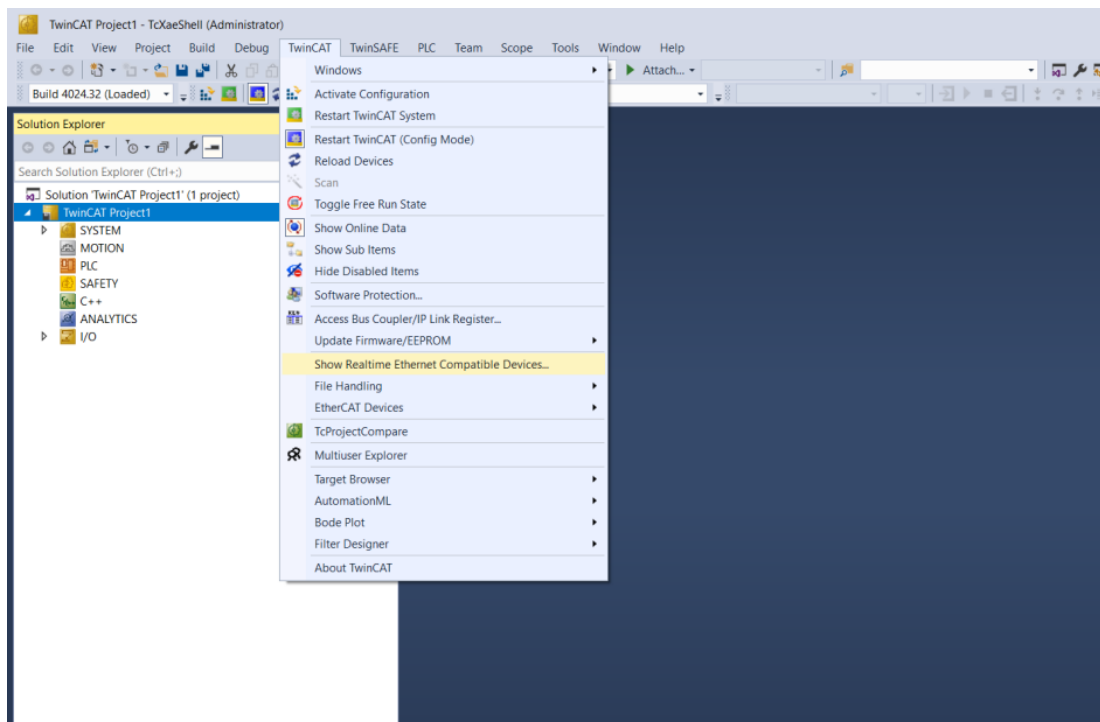 TwinCAT Project1 - TcXaeShell (Administrator)
File Edit View Project Build Debug TwinCAT TwinSAFE PLC Team Scope Tools Window Help
Attach...
Build 4024.32 (Loaded)
Solution Explorer
Search Solution Explorer (Ctrl+;)
Solution 'TwinCAT Project1' (1 project)
TwinCAT Project1
SYSTEM
MOTION
PLC
SAFETY
C++
ANALYTICS
I/O
Windows
Activate Configuration
Restart TwinCAT System
Restart TwinCAT (Config Mode)
Reload Devices
Scan
Toggle Free Run State
Show Online Data
Show Sub Items
Hide Disabled Items
Software Protection...
Access Bus Coupler/IP Link Register...
Update Firmware/EEPROM
Show Realtime Ethernet Compatible Devices...
File Handling
EtherCAT Devices
TcProjectCompare
Multiuser Explorer
Target Browser
AutomationML
Bode Plot
Filter Designer
About TwinCAT